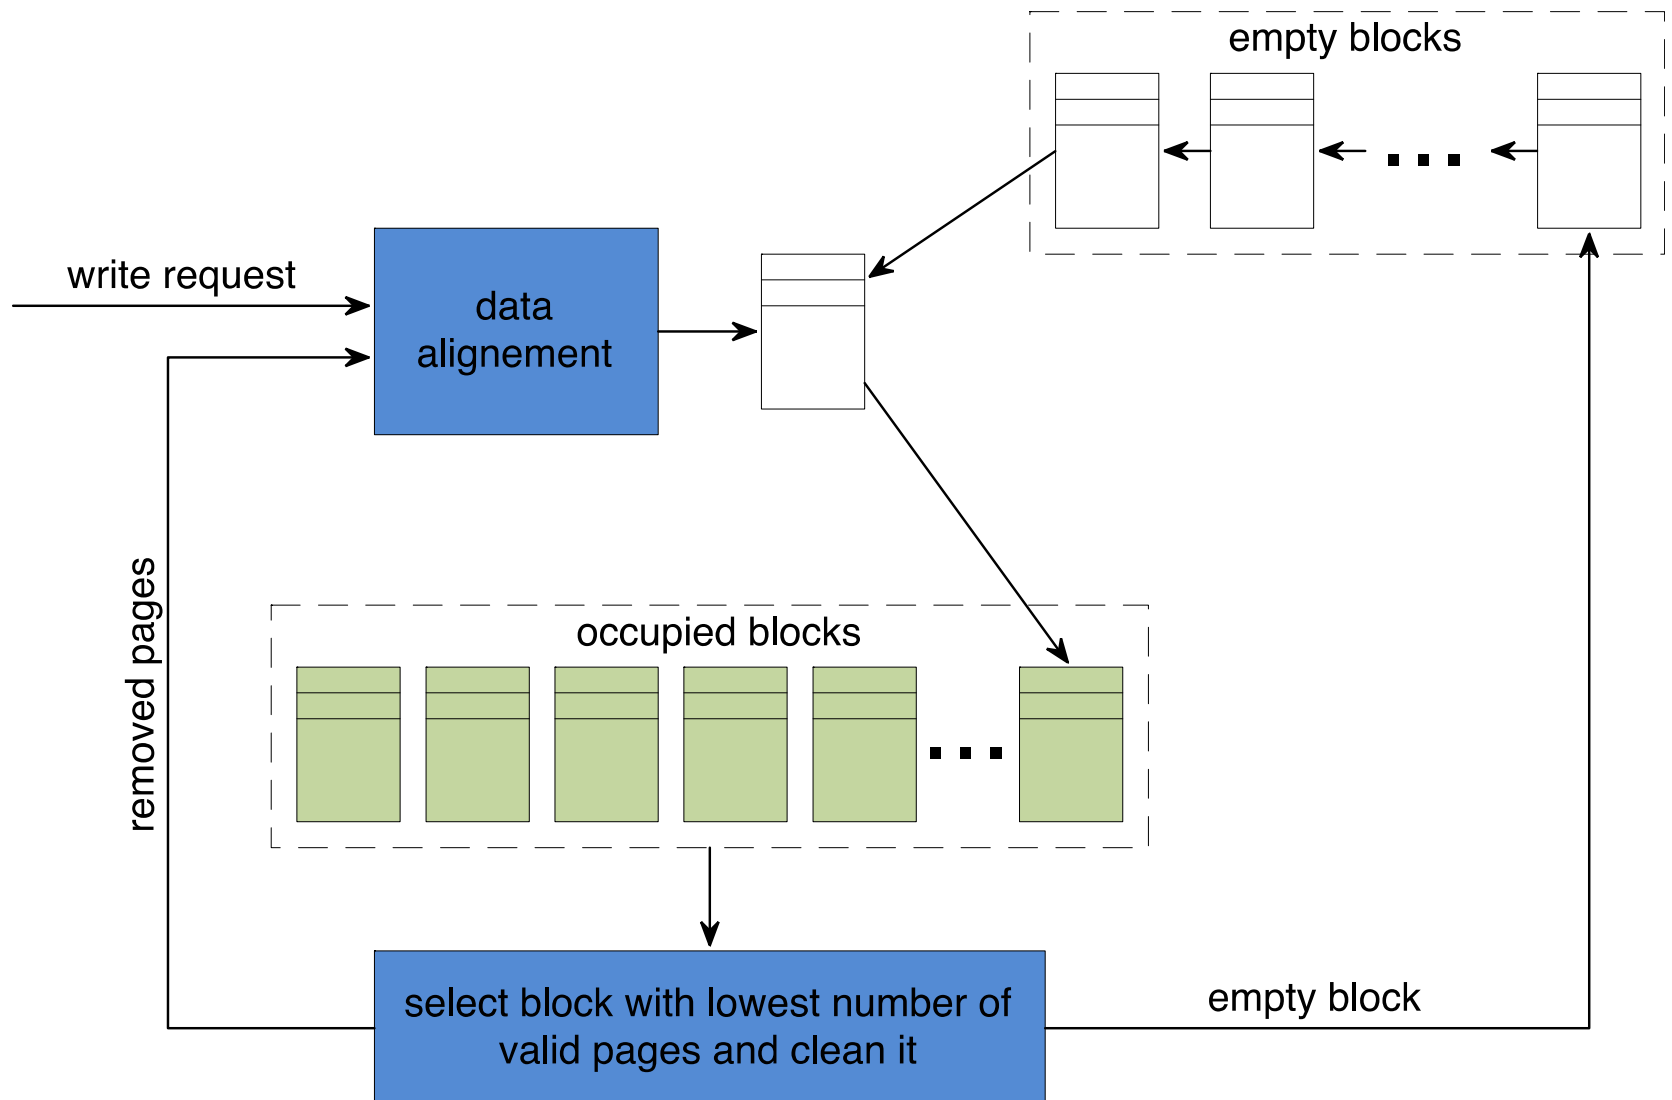 empty blocks
write request
data
alignement
removed pages
occupied blocks
select block with lowest number of
valid pages and clean it
empty block